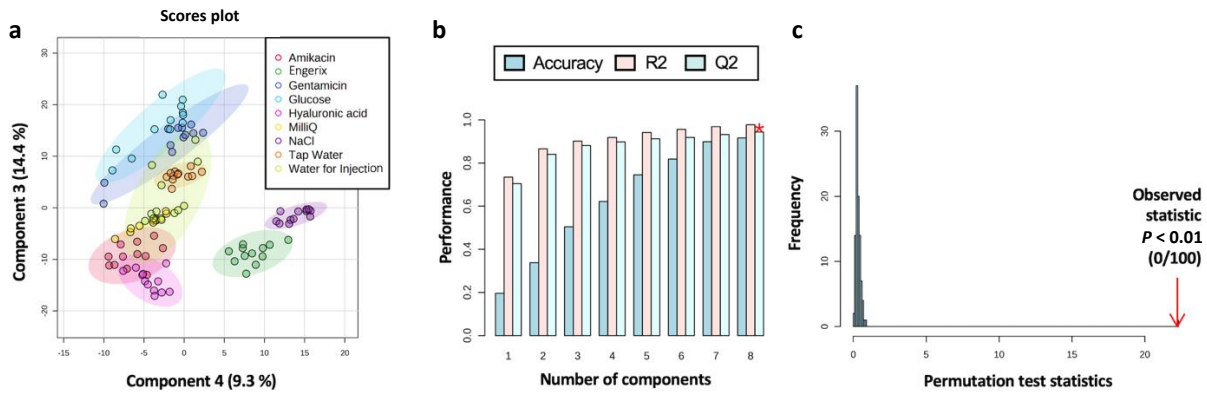 a
Scores plot
Component 3 (14.4 %)
30
20
10
0
-10
-20
Amikacin
Engerix
Gentamicin
Glucose
Hyaluronic acid
MilliQ
NaCl
Tap Water
Water for Injection
-15
-10
-5
0
5
10
15
20
Component 4 (9.3 %)
b
Accuracy
R2
Q2
Performance
1.0
0.8
0.6
0.4
0.2
0.0
*
1
2
3
4
5
6
7
8
Number of components
c
Frequency
30
20
10
0
Observed
statistic
P < 0.01
(0/100)
0
5
10
15
20
Permutation test statistics